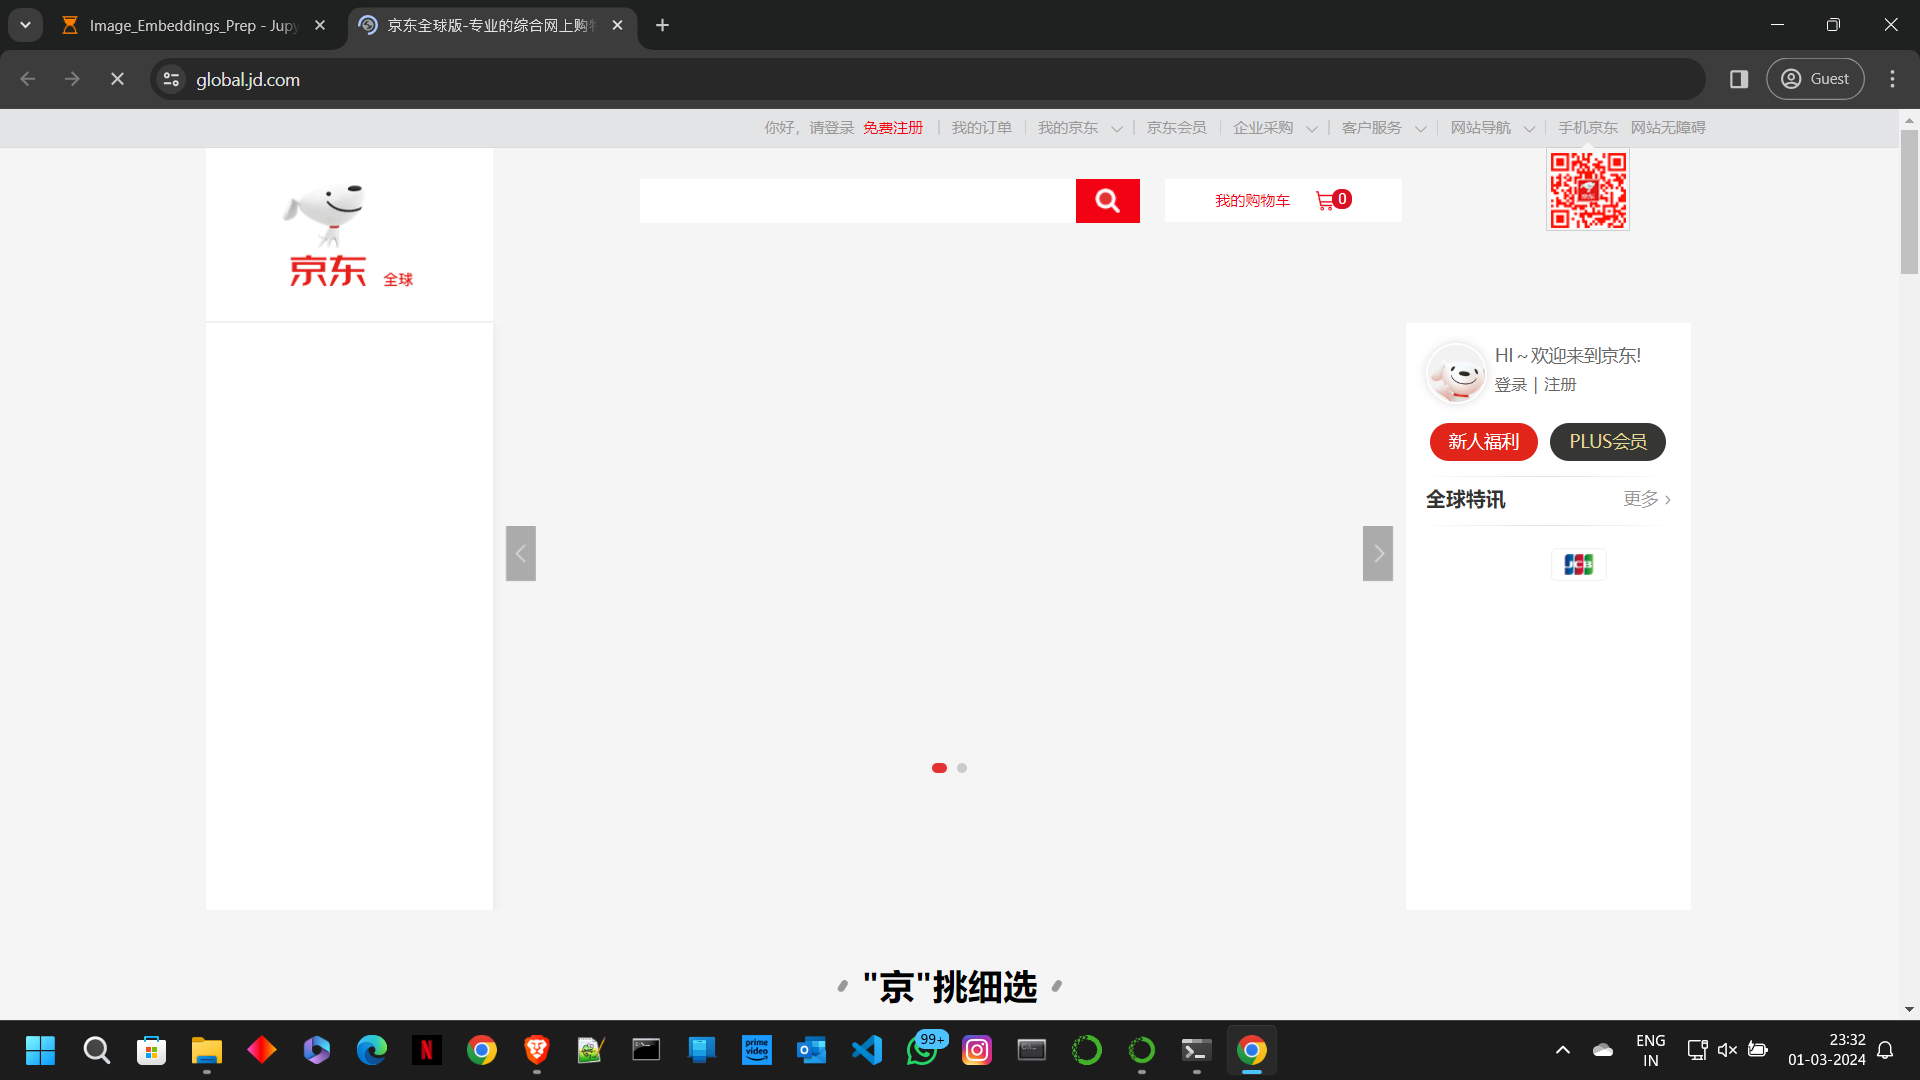 Image_Embeddings_Prep - Jupy
京东全球版-专业的综合网上购物
global.jd.com
Guest
你好，请登录 免费注册 我的订单 我的京东 京东会员 企业采购 客户服务 网站导航 手机京东 网站无障碍
京东 全球
我的购物车 0
HI ~ 欢迎来到京东!
登录 | 注册
新人福利 PLUS会员
全球特讯 更多 >
JCB
"京"挑细选
N
prime video
99+
ENG
IN
23:32
01-03-2024